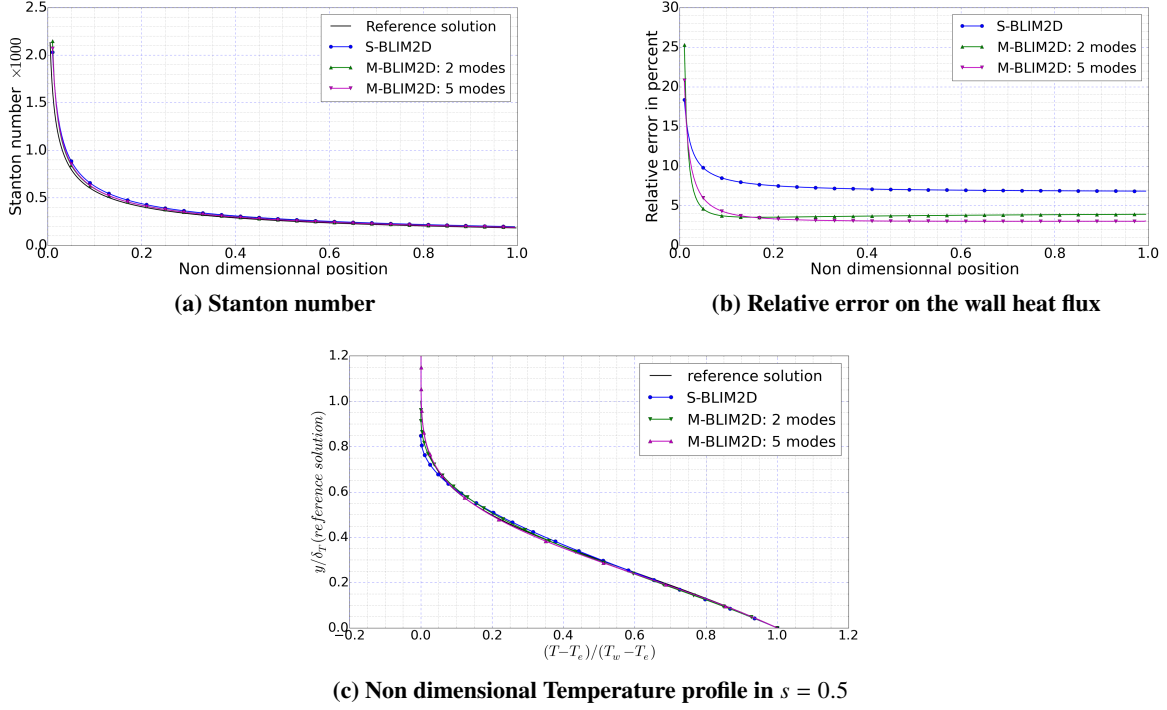 2.5
2.0
1.5
1.0
0.5
0.0
Stanton number ×1000
Reference solution
S-BLIM2D
M-BLIM2D: 2 modes
M-BLIM2D: 5 modes
0.0 0.2 0.4 0.6 0.8 1.0
Non dimensionnal position
(a) Stanton number
30
25
20
15
10
5
0
Relative error in percent
S-BLIM2D
M-BLIM2D: 2 modes
M-BLIM2D: 5 modes
0.0 0.2 0.4 0.6 0.8 1.0
Non dimensionnal position
(b) Relative error on the wall heat flux
1.2
1.0
0.8
0.6
0.4
0.2
0.0
y/δ_T (reference solution)
reference solution
S-BLIM2D
M-BLIM2D: 2 modes
M-BLIM2D: 5 modes
−0.2 0.0 0.2 0.4 0.6 0.8 1.0 1.2
(T−T_e)/(T_w−T_e)
(c) Non dimensional Temperature profile in s = 0.5